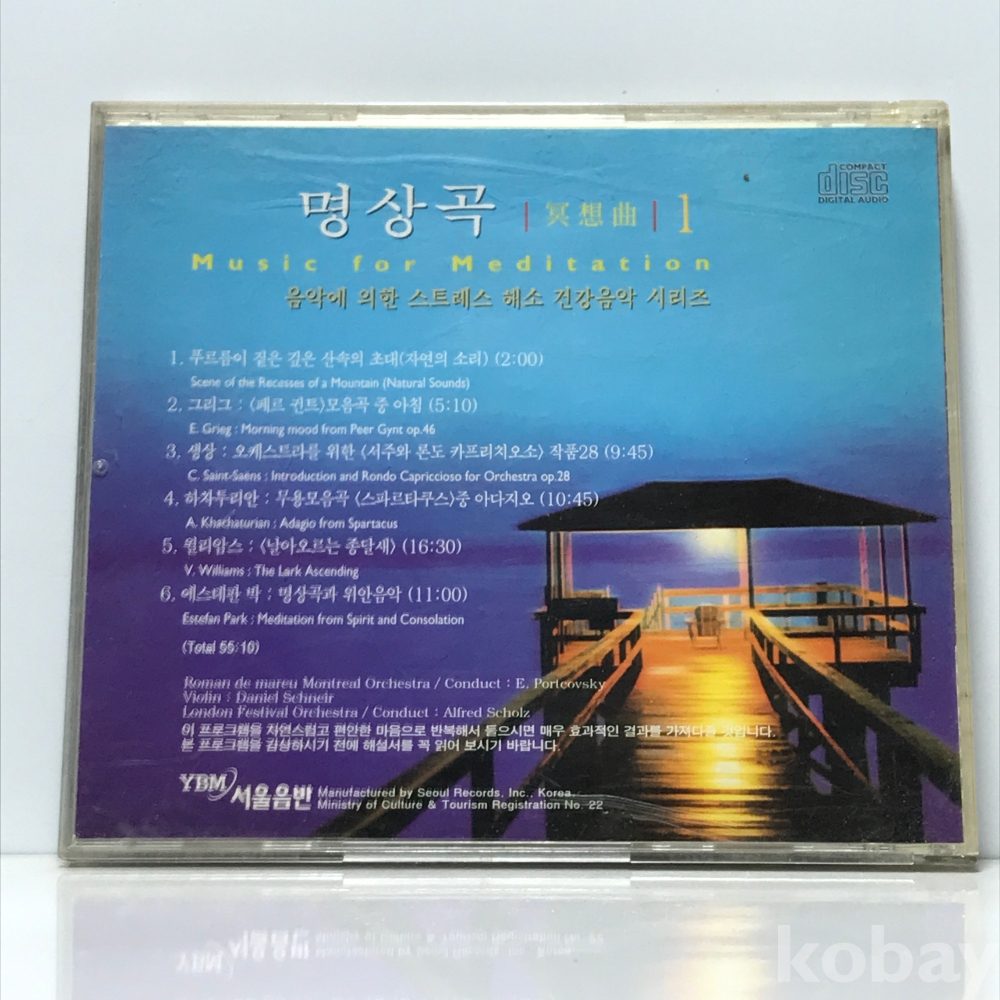 명상곡 | 冥想曲 | 1
COMPACT
disc
DIGITAL AUDIO
Music for Meditation
음악에 의한 스트레스 해소 건강음악 시리즈
1. 푸르름이 짙은 깊은 산속의 초대(자연의 소리) (2:00)
Scene of the Recesses of a Mountain (Natural Sounds)
2. 그리그 : 〈페르 귄트〉모음곡 중 아침 (5:10)
E. Grieg : Morning mood from Peer Gynt op.46
3. 생상 : 오케스트라를 위한 〈서주와 론도 카프리치오소〉 작품28 (9:45)
C. Saint-Saëns : Introduction and Rondo Capriccioso for Orchestra op.28
4. 하차투리안 : 무용모음곡 〈스파르타쿠스〉중 아다지오 (10:45)
A. Khachaturian : Adagio from Spartacus
5. 윌리암스 : 〈날아오르는 종달새〉 (16:30)
V. Williams : The Lark Ascending
6. 에스테판 박 : 명상곡과 위안음악 (11:00)
Estefan Park : Meditation from Spirit and Consolation
(Total 55:10)
Roman de mareu Montreal Orchestra / Conduct : E. Portcovsky
Violin : Daniel Schneir
London Festival Orchestra / Conduct : Alfred Scholz
이 프로그램을 자연스럽고 편안한 마음으로 반복해서 들으시면 매우 효과적인 결과를 가져다줄 것입니다.
본 프로그램을 감상하시기 전에 해설서를 꼭 읽어 보시기 바랍니다.
YBM 서울음반 Manufactured by Seoul Records, Inc., Korea.
Ministry of Culture & Tourism Registration No. 22
kobay